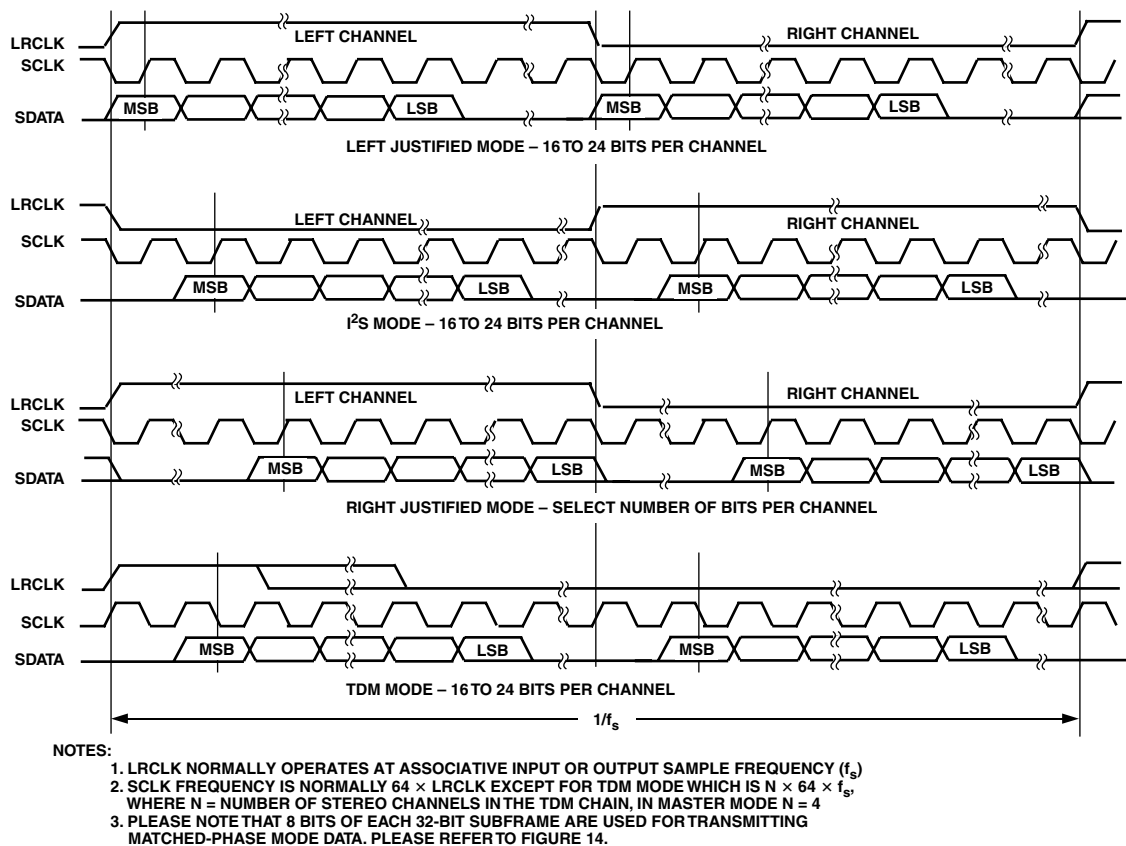 LEFT CHANNEL RIGHT CHANNEL
LRCLK
SCLK
SDATA MSB LSB MSB LSB
LEFT JUSTIFIED MODE – 16 TO 24 BITS PER CHANNEL
LRCLK
LEFT CHANNEL RIGHT CHANNEL
SCLK
SDATA MSB LSB MSB LSB
I²S MODE – 16 TO 24 BITS PER CHANNEL
LEFT CHANNEL RIGHT CHANNEL
LRCLK
SCLK
SDATA MSB LSB MSB LSB
RIGHT JUSTIFIED MODE – SELECT NUMBER OF BITS PER CHANNEL
LRCLK
SCLK
SDATA MSB LSB MSB LSB
TDM MODE – 16 TO 24 BITS PER CHANNEL
1/fs
NOTES:
1. LRCLK NORMALLY OPERATES AT ASSOCIATIVE INPUT OR OUTPUT SAMPLE FREQUENCY (fs)
2. SCLK FREQUENCY IS NORMALLY 64 × LRCLK EXCEPT FOR TDM MODE WHICH IS N × 64 × fs,
WHERE N = NUMBER OF STEREO CHANNELS IN THE TDM CHAIN, IN MASTER MODE N = 4
3. PLEASE NOTE THAT 8 BITS OF EACH 32-BIT SUBFRAME ARE USED FOR TRANSMITTING
MATCHED-PHASE MODE DATA. PLEASE REFER TO FIGURE 14.